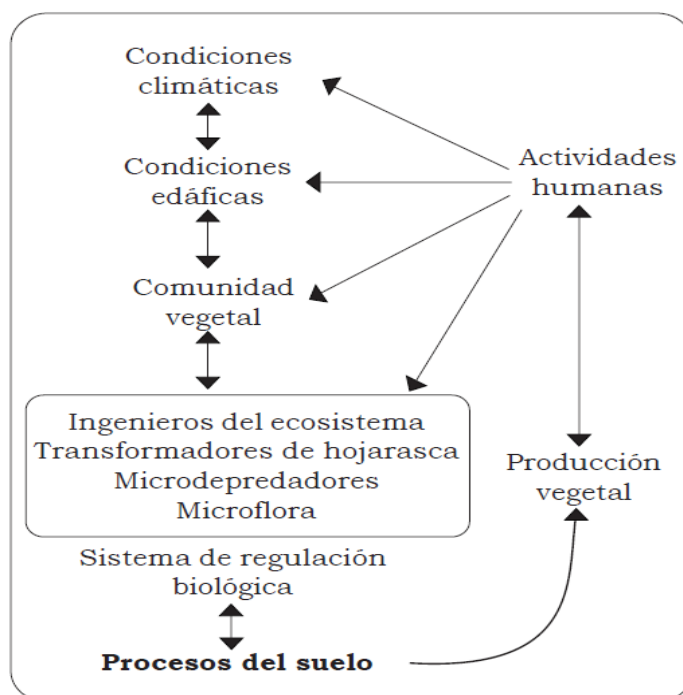 Condiciones
climáticas
Condiciones
edáficas
Actividades
humanas
Comunidad
vegetal
Ingenieros del ecosistema
Transformadores de hojarasca
Microdepredadores
Microflora
Producción
vegetal
Sistema de regulación
biológica
Procesos del suelo